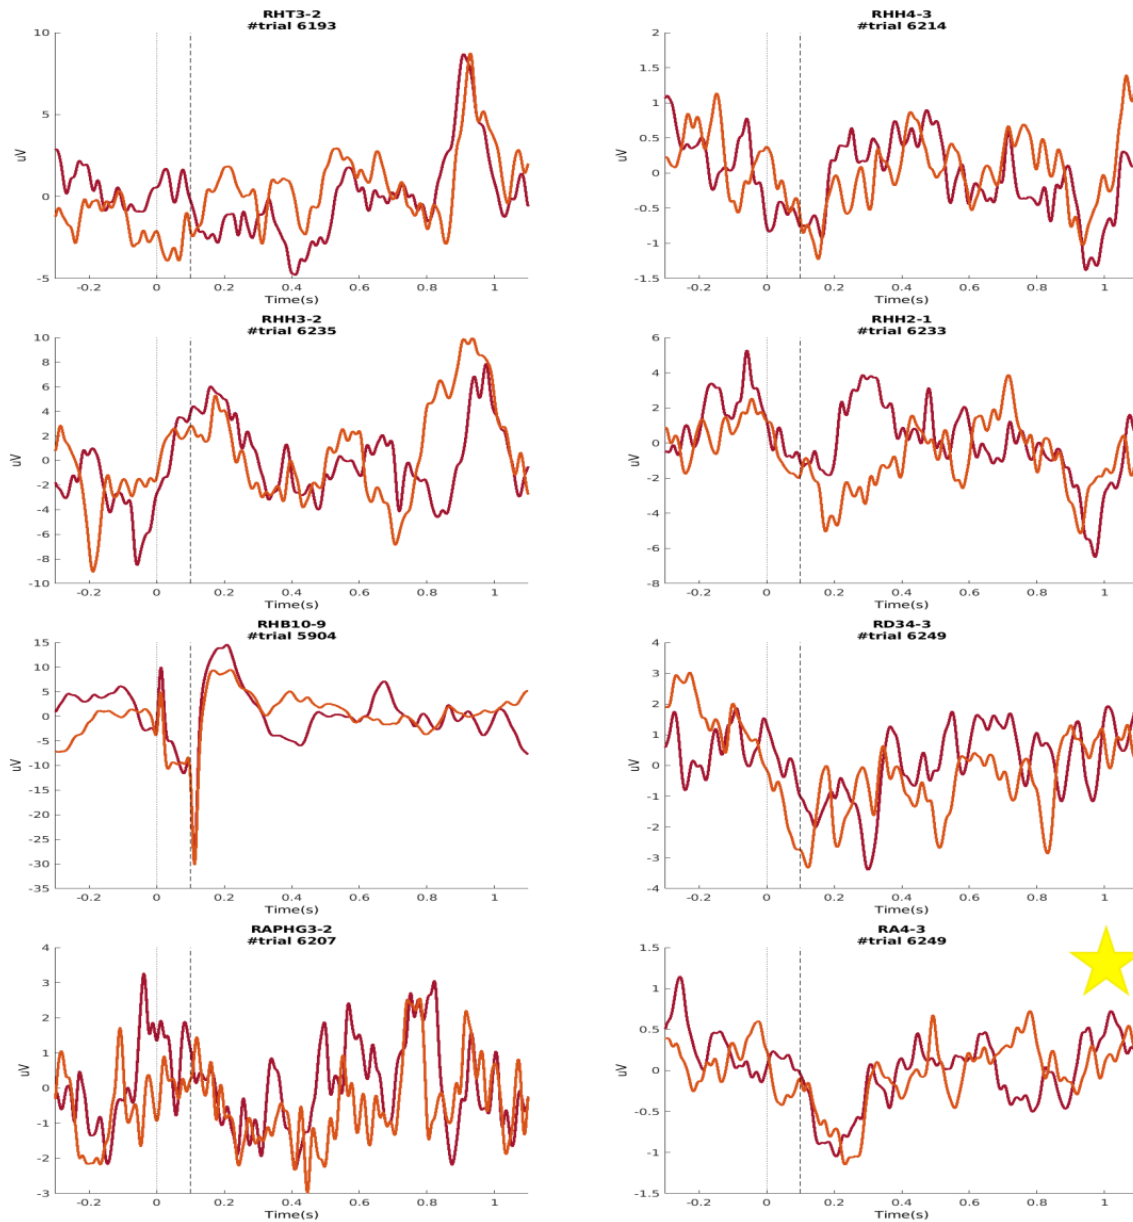 RHT3-2
#trial 6193
10
5
0
-5
uV
-0.2 0 0.2 0.4 0.6 0.8 1
Time(s)
RHH4-3
#trial 6214
2
1.5
1
0.5
0
-0.5
-1
-1.5
uV
-0.2 0 0.2 0.4 0.6 0.8 1
Time(s)
RHH3-2
#trial 6235
10
8
6
4
2
0
-2
-4
-6
-8
-10
uV
-0.2 0 0.2 0.4 0.6 0.8 1
Time(s)
RHH2-1
#trial 6233
6
4
2
0
-2
-4
-6
-8
uV
-0.2 0 0.2 0.4 0.6 0.8 1
Time(s)
RHB10-9
#trial 5904
15
10
5
0
-5
-10
-15
-20
-25
-30
-35
uV
-0.2 0 0.2 0.4 0.6 0.8 1
Time(s)
RD34-3
#trial 6249
4
3
2
1
0
-1
-2
-3
-4
uV
-0.2 0 0.2 0.4 0.6 0.8 1
Time(s)
RAPHG3-2
#trial 6207
4
3
2
1
0
-1
-2
-3
uV
-0.2 0 0.2 0.4 0.6 0.8 1
Time(s)
RA4-3
#trial 6249
1.5
1
0.5
0
-0.5
-1
-1.5
uV
-0.2 0 0.2 0.4 0.6 0.8 1
Time(s)